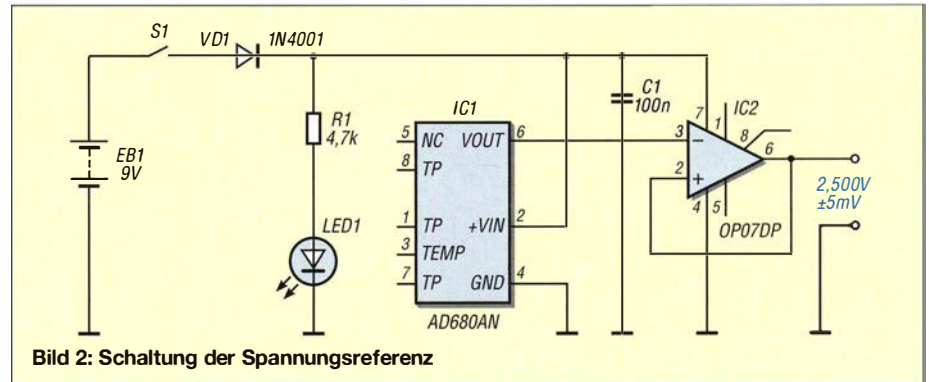 S1
VD1
1N4001
EB1
9V
R1
4,7k
LED1
IC1
5 NC VOUT 6
8 TP
1 TP +VIN 2
3 TEMP
7 TP GND 4
AD680AN
C1
100n
7
1
IC2
8
3 −
2 +
6
4
5
OP07DP
2,500V
±5mV
Bild 2: Schaltung der Spannungsreferenz